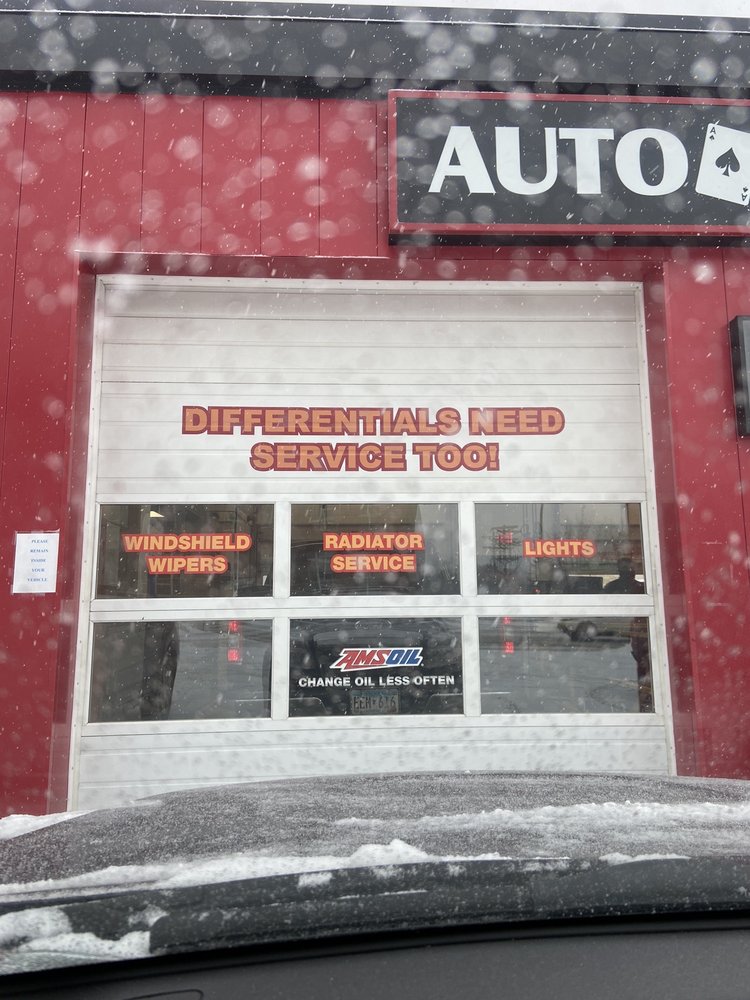 AUTO
A
A
DIFFERENTIALS NEED
SERVICE TOO!
WINDSHIELD
WIPERS
RADIATOR
SERVICE
LIGHTS
PLEASE
REMAIN
INSIDE
YOUR
VEHICLE
AMSOIL
CHANGE OIL LESS OFTEN